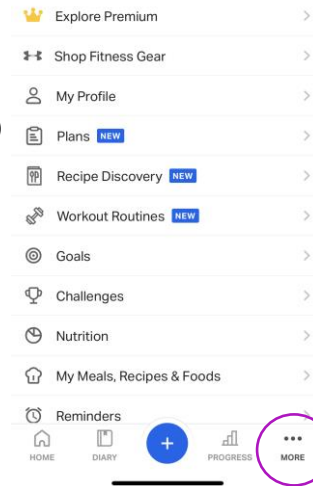 Explore Premium
Shop Fitness Gear
My Profile
Plans NEW
Recipe Discovery NEW
Workout Routines NEW
Goals
Challenges
Nutrition
My Meals, Recipes & Foods
Reminders
HOME DIARY + PROGRESS MORE